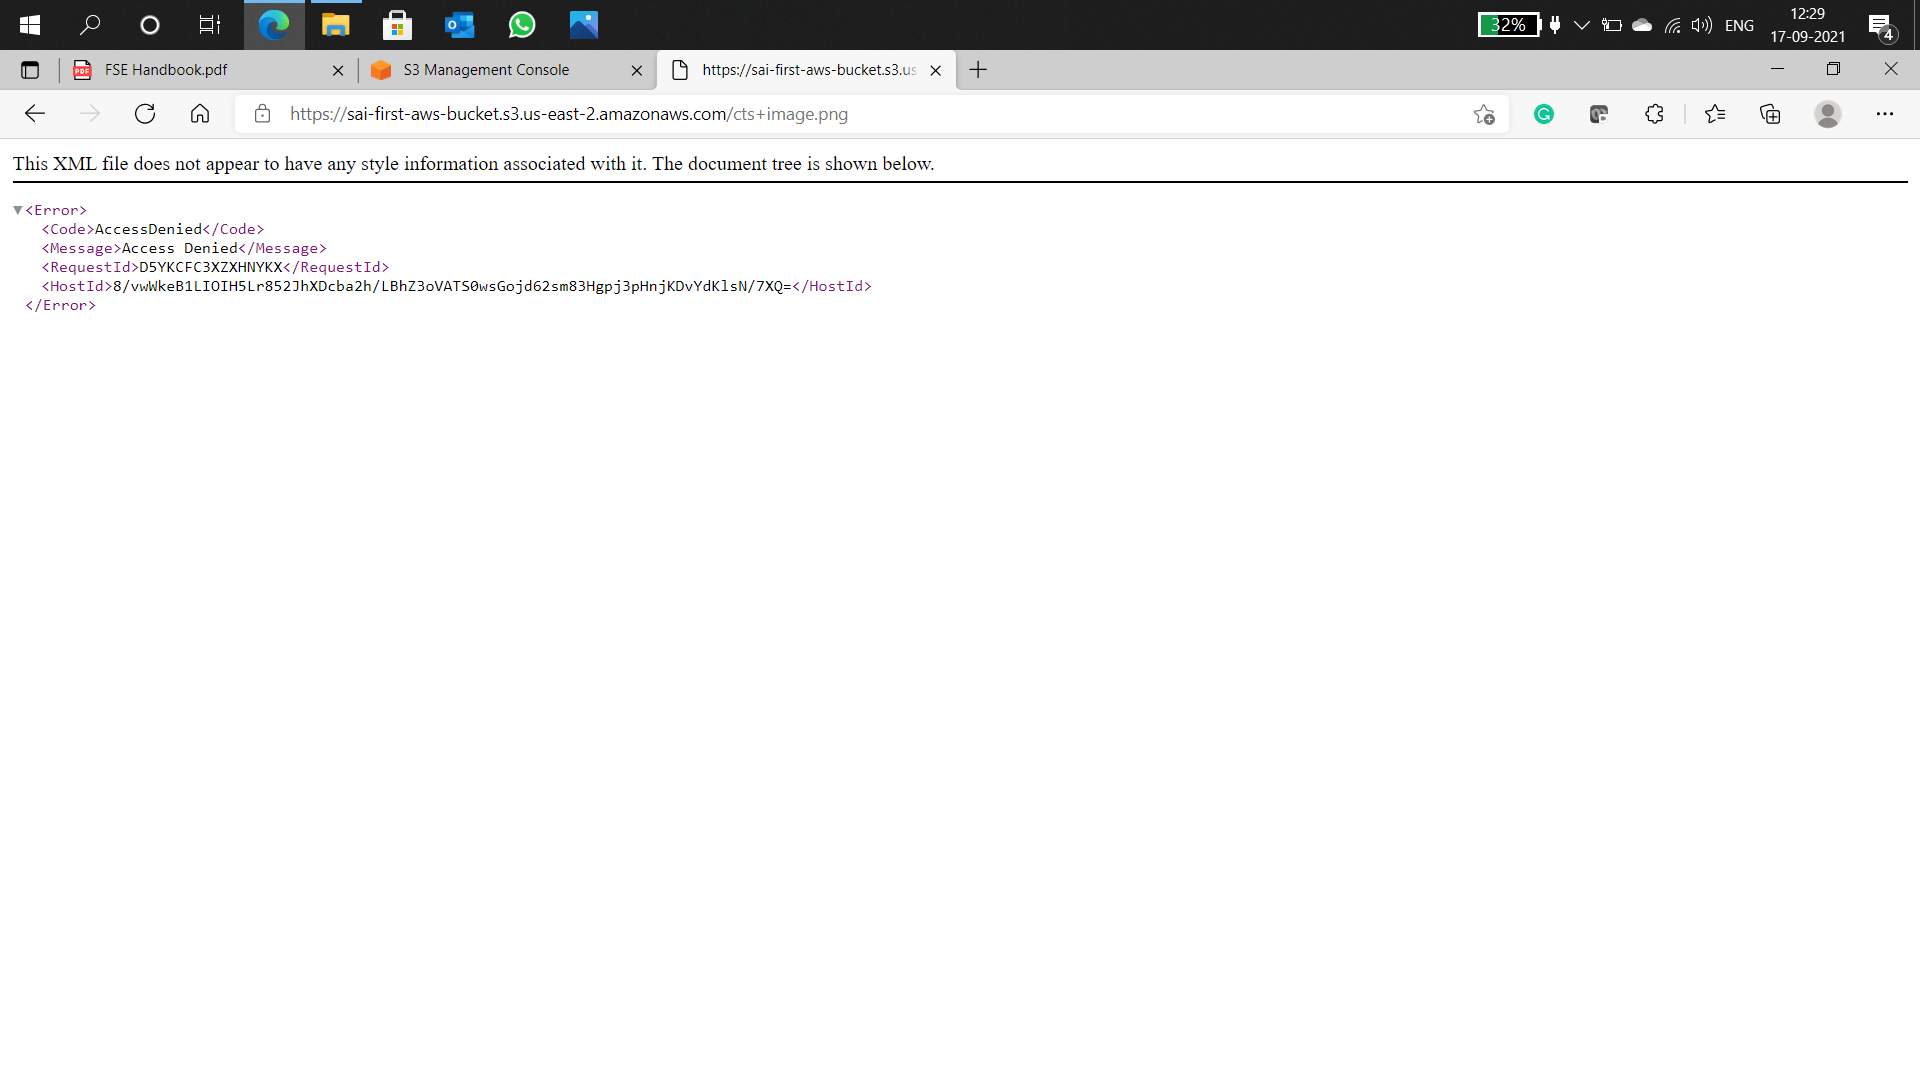 32%
ENG
12:29
17-09-2021
4
PDF
FSE Handbook.pdf
S3 Management Console
https://sai-first-aws-bucket.s3.us
https://sai-first-aws-bucket.s3.us-east-2.amazonaws.com/cts+image.png
This XML file does not appear to have any style information associated with it. The document tree is shown below.
<Error>
<Code>AccessDenied</Code>
<Message>Access Denied</Message>
<RequestId>D5YKCFC3XZXHNYKX</RequestId>
<HostId>8/vwWkeB1LIOIH5Lr852JhXDcba2h/LBhZ3oVATS0wsGojd62sm83Hgpj3pHnjKDvYdKlsN/7XQ=</HostId>
</Error>